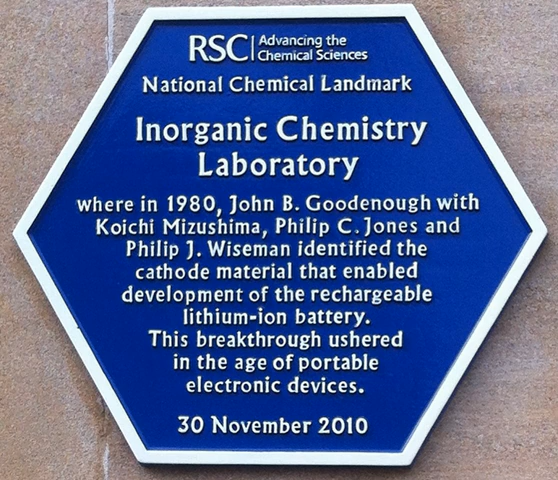 RSC Advancing the
Chemical Sciences
National Chemical Landmark
Inorganic Chemistry
Laboratory
where in 1980, John B. Goodenough with
Koichi Mizushima, Philip C. Jones and
Philip J. Wiseman identified the
cathode material that enabled
development of the rechargeable
lithium-ion battery.
This breakthrough ushered
in the age of portable
electronic devices.
30 November 2010